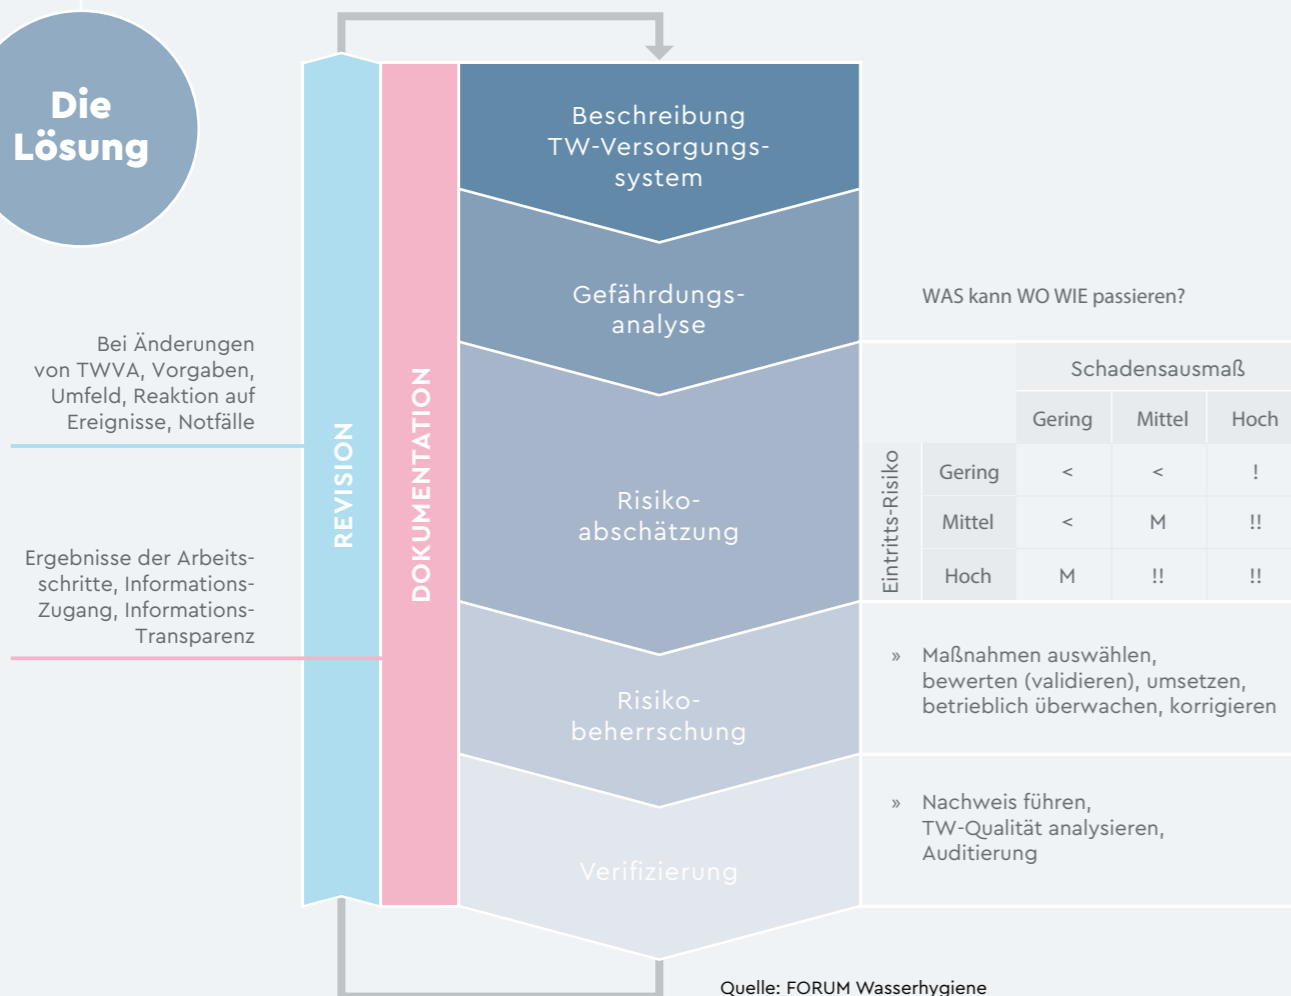 Die
Lösung
Beschreibung
TW-Versorgungs-
system
Gefährdungs-
analyse
WAS kann WO WIE passieren?
Bei Änderungen
von TWVA, Vorgaben,
Umfeld, Reaktion auf
Ereignisse, Notfälle
Ergebnisse der Arbeits-
schritte, Informations-
Zugang, Informations-
Transparenz
REVISION
DOKUMENTATION
Risiko-
abschätzung
Schadensausmaß
Gering Mittel Hoch
Eintritts-Risiko
Gering < < !
Mittel < M !!
Hoch M !! !!
Risiko-
beherrschung
» Maßnahmen auswählen,
bewerten (validieren), umsetzen,
betrieblich überwachen, korrigieren
Verifizierung
» Nachweis führen,
TW-Qualität analysieren,
Auditierung
Quelle: FORUM Wasserhygiene